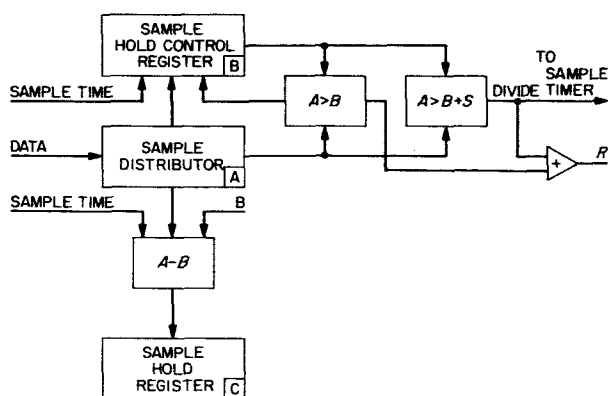 SAMPLE
HOLD CONTROL
REGISTER B
SAMPLE TIME
A>B
A>B+S
TO
SAMPLE
DIVIDE TIMER
DATA
SAMPLE
DISTRIBUTOR A
+
R
SAMPLE TIME
B
A-B
SAMPLE
HOLD
REGISTER C